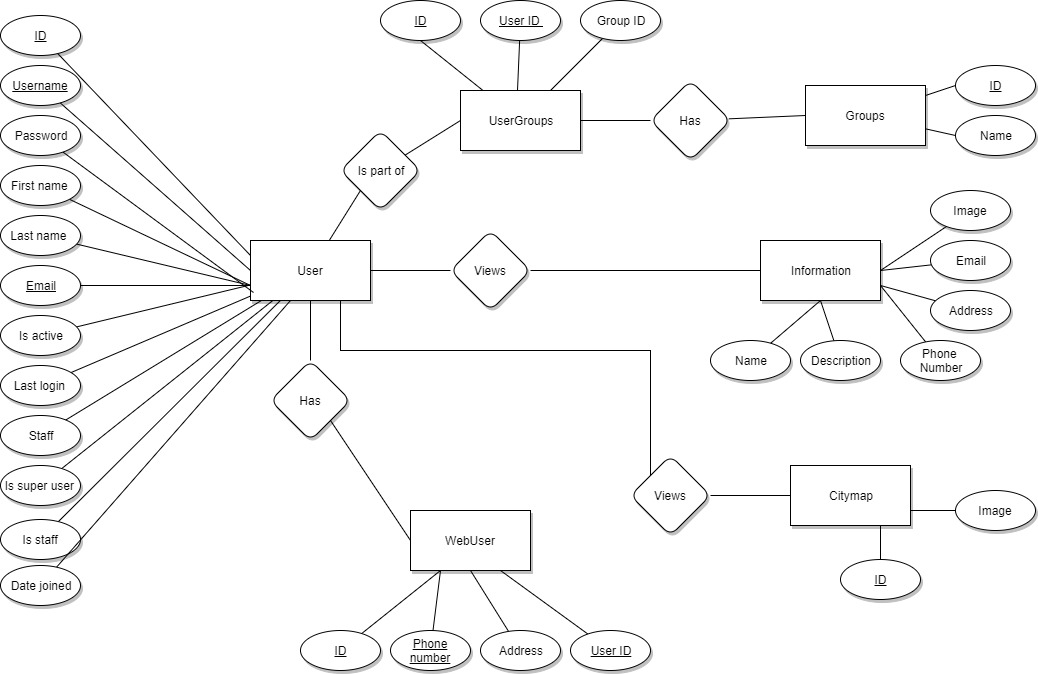 ID
Username
Password
First name
Last name
Email
Is active
Last login
Staff
Is super user
Is staff
Date joined
ID
User ID
Group ID
UserGroups
Has
Groups
ID
Name
Is part of
User
Views
Information
Image
Email
Address
Phone
Number
Description
Name
Has
Views
Citymap
Image
ID
WebUser
ID
Phone
number
Address
User ID